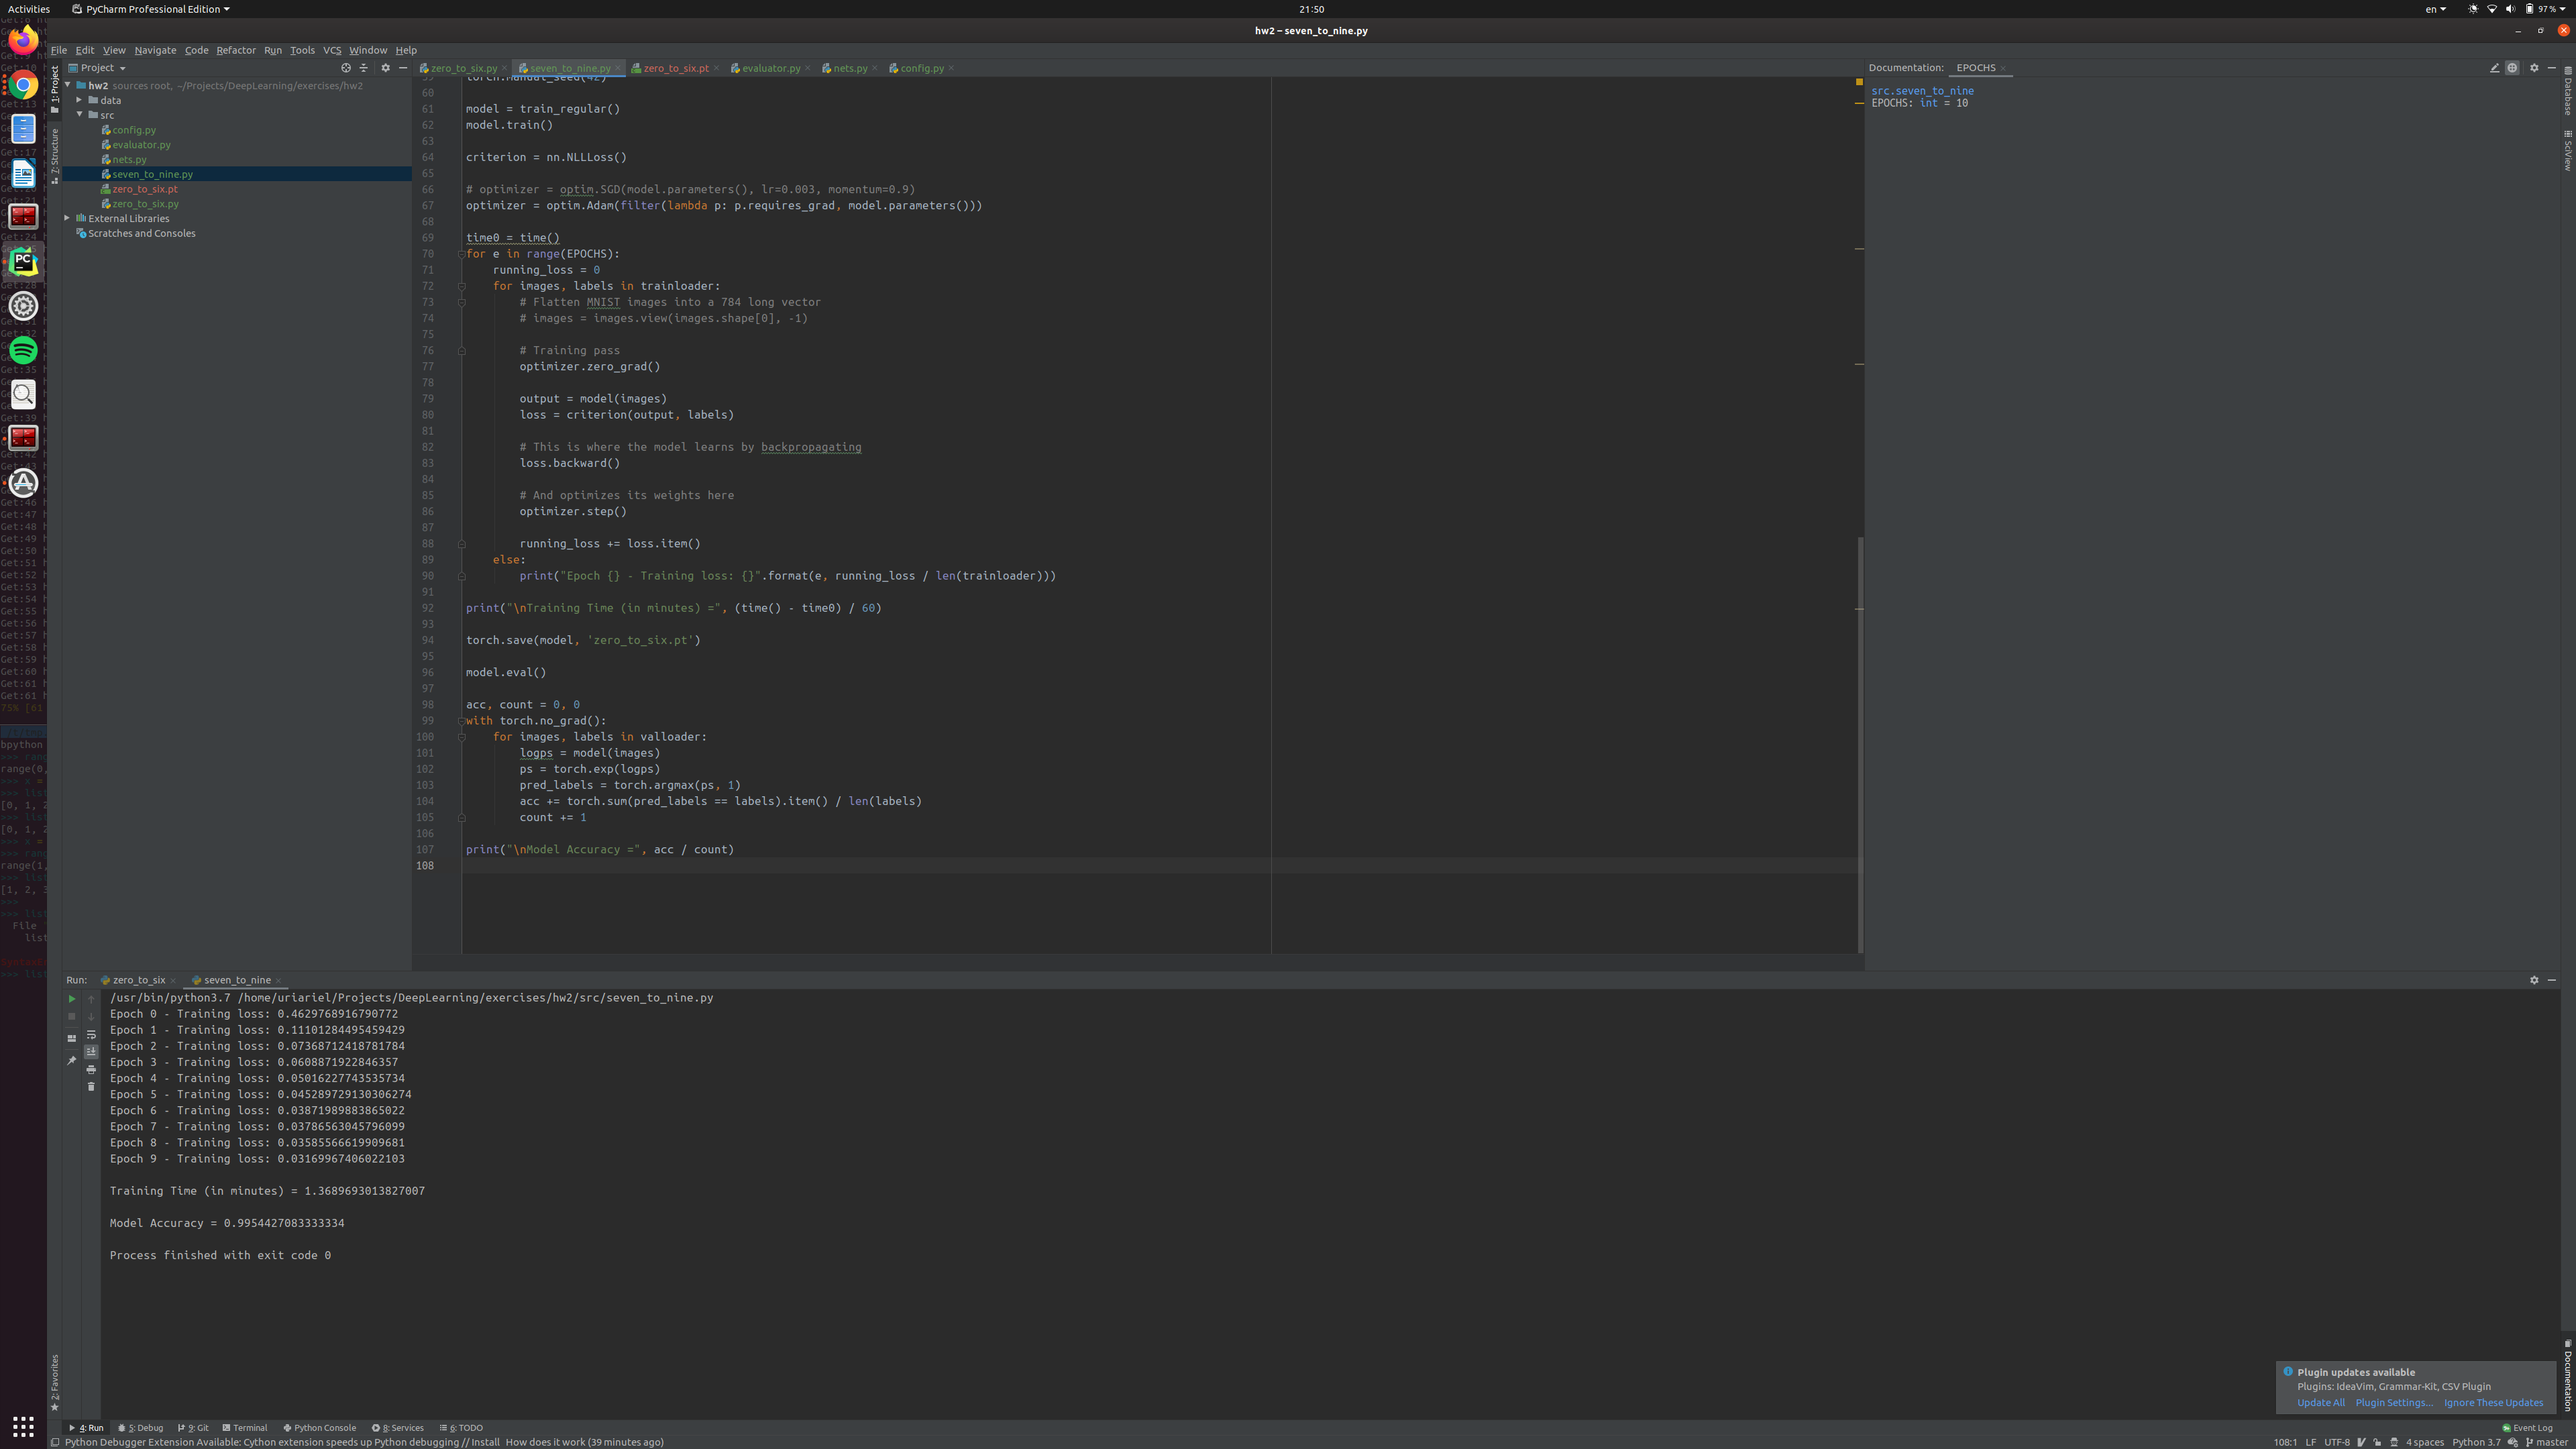 Activities PyCharm Professional Edition 21:50 en 97 %
hw2 – seven_to_nine.py
File Edit View Navigate Code Refactor Run Tools VCS Window Help
Project zero_to_six.py seven_to_nine.py zero_to_six.pt evaluator.py nets.py config.py Documentation: EPOCHS
1: Project
Z: Structure
2: Favorites
hw2 sources root, ~/Projects/DeepLearning/exercises/hw2
data
src
config.py
evaluator.py
nets.py
seven_to_nine.py
zero_to_six.pt
zero_to_six.py
External Libraries
Scratches and Consoles
59 torch.manual_seed(42)
60
61 model = train_regular()
62 model.train()
63
64 criterion = nn.NLLLoss()
65
66 # optimizer = optim.SGD(model.parameters(), lr=0.003, momentum=0.9)
67 optimizer = optim.Adam(filter(lambda p: p.requires_grad, model.parameters()))
68
69 time0 = time()
70 for e in range(EPOCHS):
71 running_loss = 0
72 for images, labels in trainloader:
73 # Flatten MNIST images into a 784 long vector
74 # images = images.view(images.shape[0], -1)
75
76 # Training pass
77 optimizer.zero_grad()
78
79 output = model(images)
80 loss = criterion(output, labels)
81
82 # This is where the model learns by backpropagating
83 loss.backward()
84
85 # And optimizes its weights here
86 optimizer.step()
87
88 running_loss += loss.item()
89 else:
90 print("Epoch {} - Training loss: {}".format(e, running_loss / len(trainloader)))
91
92 print("\nTraining Time (in minutes) =", (time() - time0) / 60)
93
94 torch.save(model, 'zero_to_six.pt')
95
96 model.eval()
97
98 acc, count = 0, 0
99 with torch.no_grad():
100 for images, labels in valloader:
101 logps = model(images)
102 ps = torch.exp(logps)
103 pred_labels = torch.argmax(ps, 1)
104 acc += torch.sum(pred_labels == labels).item() / len(labels)
105 count += 1
106
107 print("\nModel Accuracy =", acc / count)
108
src.seven_to_nine
EPOCHS: int = 10
Database
SciView
Documentation
Run: zero_to_six seven_to_nine
/usr/bin/python3.7 /home/uriariel/Projects/DeepLearning/exercises/hw2/src/seven_to_nine.py
Epoch 0 - Training loss: 0.4629768916790772
Epoch 1 - Training loss: 0.11101284495459429
Epoch 2 - Training loss: 0.07368712418781784
Epoch 3 - Training loss: 0.0608871922846357
Epoch 4 - Training loss: 0.05016227743535734
Epoch 5 - Training loss: 0.045289729130306274
Epoch 6 - Training loss: 0.03871989883865022
Epoch 7 - Training loss: 0.03786563045796099
Epoch 8 - Training loss: 0.03585566619909681
Epoch 9 - Training loss: 0.03169967406022103
Training Time (in minutes) = 1.3689693013827007
Model Accuracy = 0.9954427083333334
Process finished with exit code 0
Plugin updates available
Plugins: IdeaVim, Grammar-Kit, CSV Plugin
Update All Plugin Settings... Ignore These Updates
4: Run 5: Debug 9: Git Terminal Python Console 8: Services 6: TODO Event Log
Python Debugger Extension Available: Cython extension speeds up Python debugging // Install How does it work (39 minutes ago) 108:1 LF UTF-8 4 spaces Python 3.7 master